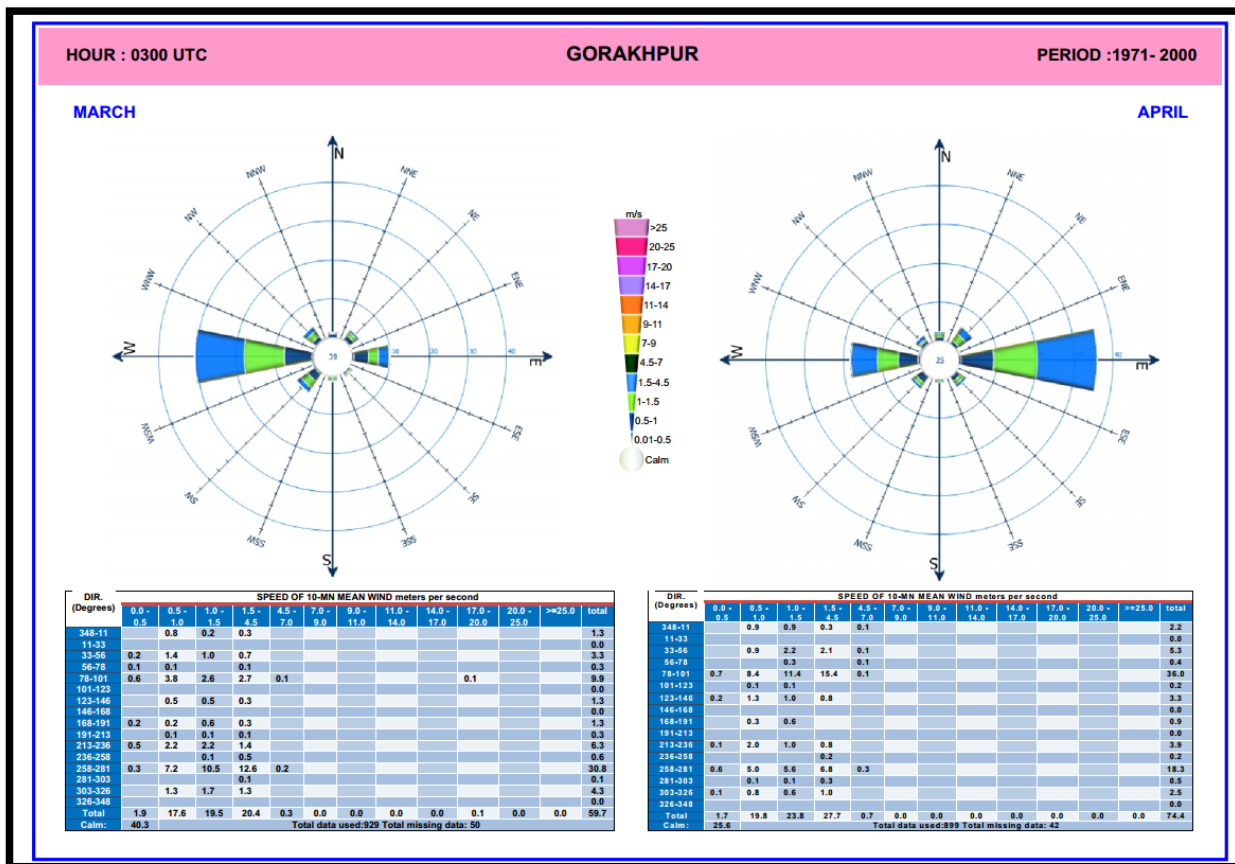 HOUR : 0300 UTC GORAKHPUR PERIOD :1971- 2000
MARCH APRIL
N
NNW NNE
NW NE
WNW ENE
W 39 10 20 30 40 E
WSW ESE
SW SE
SSW SSE
S
m/s
>25
20-25
17-20
14-17
11-14
9-11
7-9
4.5-7
1.5-4.5
1-1.5
0.5-1
0.01-0.5
Calm
N
NNW NNE
NW NE
WNW ENE
W 25 40 E
WSW ESE
SW SE
SSW SSE
S
DIR. (Degrees) SPEED OF 10-MN MEAN WIND meters per second
0.0 - 0.5 0.5 - 1.0 1.0 - 1.5 1.5 - 4.5 4.5 - 7.0 7.0 - 9.0 9.0 - 11.0 11.0 - 14.0 14.0 - 17.0 17.0 - 20.0 20.0 - 25.0 >=25.0 total
348-11 0.8 0.2 0.3 1.3
11-33 0.0
33-56 0.2 1.4 1.0 0.7 3.3
56-78 0.1 0.1 0.1 0.3
78-101 0.6 3.8 2.6 2.7 0.1 0.1 9.9
101-123 0.0
123-146 0.5 0.5 0.3 1.3
146-168 0.0
168-191 0.2 0.2 0.6 0.3 1.3
191-213 0.1 0.1 0.1 0.3
213-236 0.5 2.2 2.2 1.4 6.3
236-258 0.1 0.5 0.6
258-281 0.3 7.2 10.5 12.6 0.2 30.8
281-303 0.1 0.1
303-326 1.3 1.7 1.3 4.3
326-348 0.0
Total 1.9 17.6 19.5 20.4 0.3 0.0 0.0 0.0 0.0 0.1 0.0 0.0 59.7
Calm: 40.3 Total data used:929 Total missing data: 50
DIR. (Degrees) SPEED OF 10-MN MEAN WIND meters per second
0.0 - 0.5 0.5 - 1.0 1.0 - 1.5 1.5 - 4.5 4.5 - 7.0 7.0 - 9.0 9.0 - 11.0 11.0 - 14.0 14.0 - 17.0 17.0 - 20.0 20.0 - 25.0 >=25.0 total
348-11 0.9 0.9 0.3 0.1 2.2
11-33 0.0
33-56 0.9 2.2 2.1 0.1 5.3
56-78 0.3 0.1 0.4
78-101 0.7 8.4 11.4 15.4 0.1 36.0
101-123 0.1 0.1 0.2
123-146 0.2 1.3 1.0 0.8 3.3
146-168 0.0
168-191 0.3 0.6 0.9
191-213 0.0
213-236 0.1 2.0 1.0 0.8 3.9
236-258 0.2 0.2
258-281 0.6 5.0 5.6 6.8 0.3 18.3
281-303 0.1 0.1 0.3 0.5
303-326 0.1 0.8 0.6 1.0 2.5
326-348 0.0
Total 1.7 19.8 23.8 27.7 0.7 0.0 0.0 0.0 0.0 0.0 0.0 0.0 74.4
Calm: 25.6 Total data used:899 Total missing data: 42